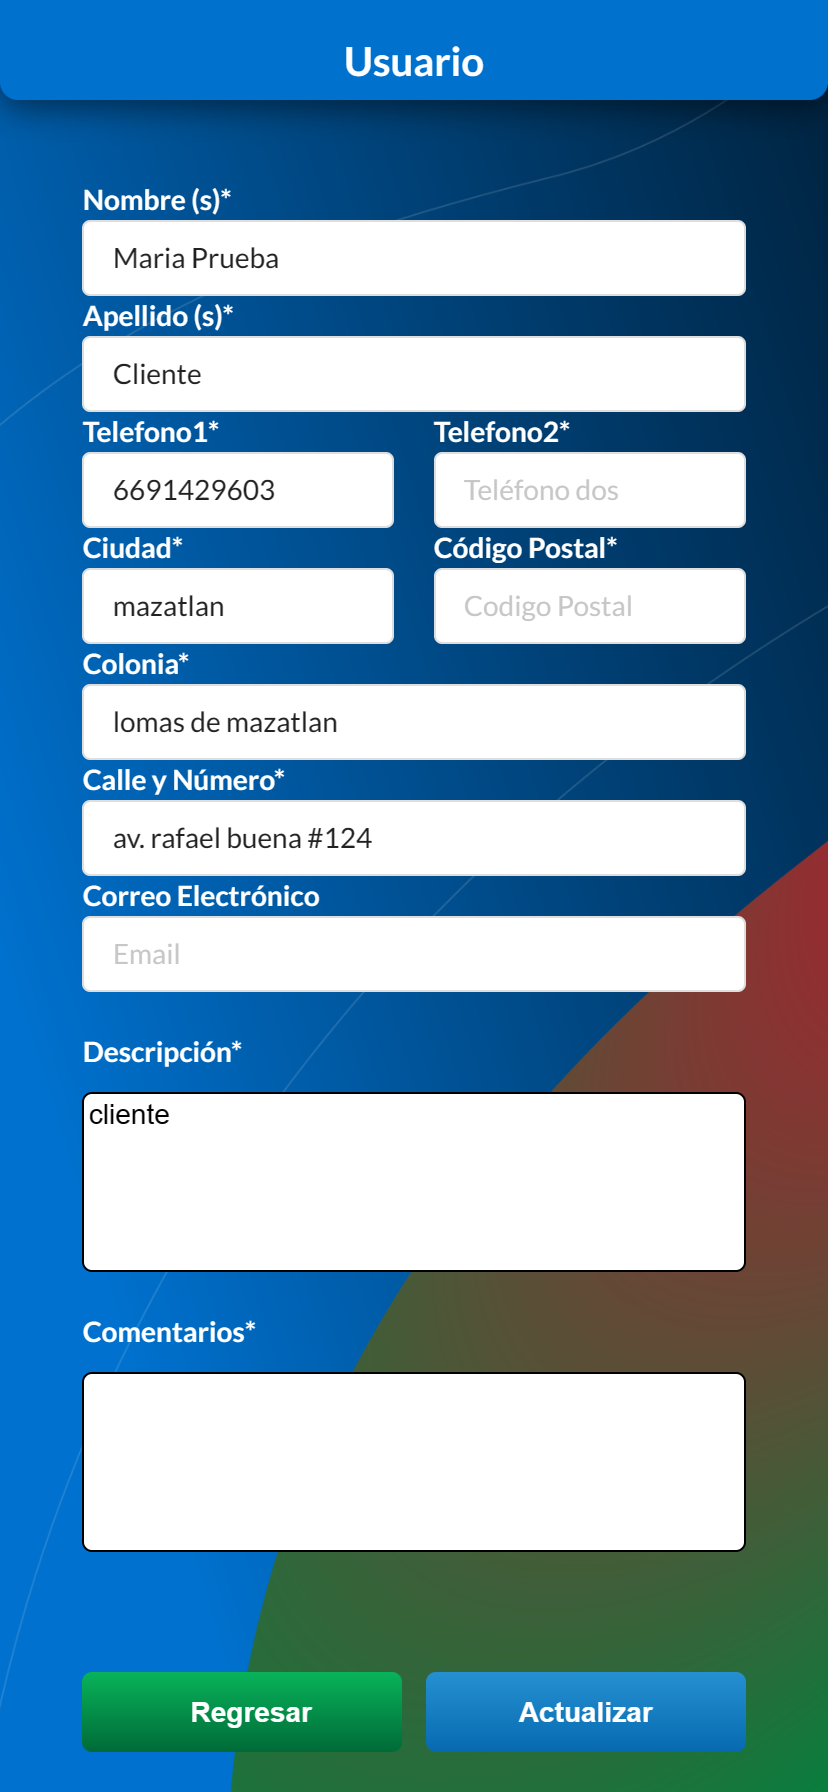 Usuario
Nombre (s)*
Maria Prueba
Apellido (s)*
Cliente
Telefono1* Telefono2*
6691429603 Teléfono dos
Ciudad* Código Postal*
mazatlan Codigo Postal
Colonia*
lomas de mazatlan
Calle y Número*
av. rafael buena #124
Correo Electrónico
Email
Descripción*
cliente
Comentarios*
Regresar Actualizar